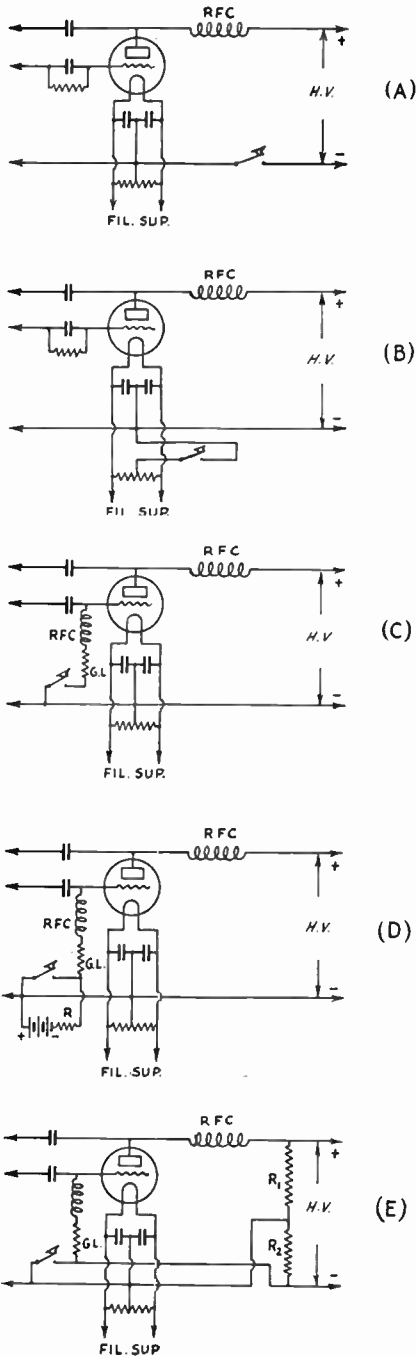 RFC
+
H.V.
(A)
-
FIL. SUP.
RFC
+
H.V.
(B)
-
FIL SUP.
RFC
+
H.V
(C)
RFC
G.L
-
FIL. SUP.
RFC
+
H.V.
(D)
RFC
G.L.
-
+ - R
FIL. SUP.
RFC
+
R1
H.V.
(E)
GL.
R2
-
FIL. SUP